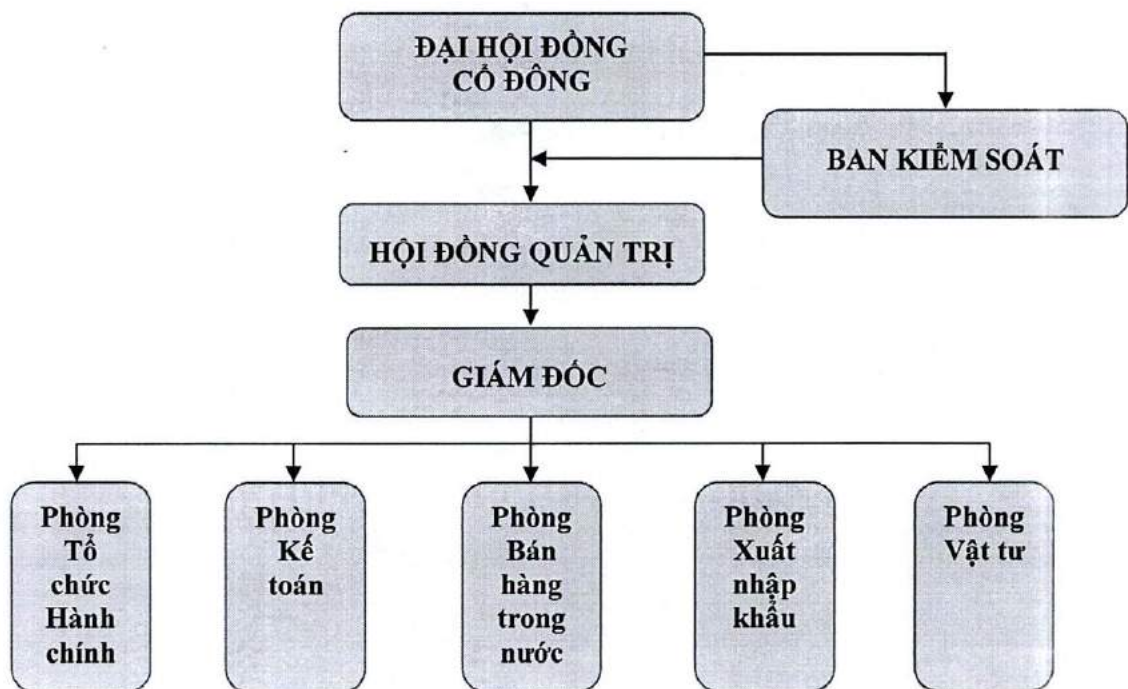 ĐẠI HỘI ĐỒNG
CỔ ĐÔNG
BAN KIỂM SOÁT
HỘI ĐỒNG QUẢN TRỊ
GIÁM ĐỐC
Phòng
Tổ
chức
Hành
chính
Phòng
Kế
toán
Phòng
Bán
hàng
trong
nước
Phòng
Xuất
nhập
khẩu
Phòng
Vật tư